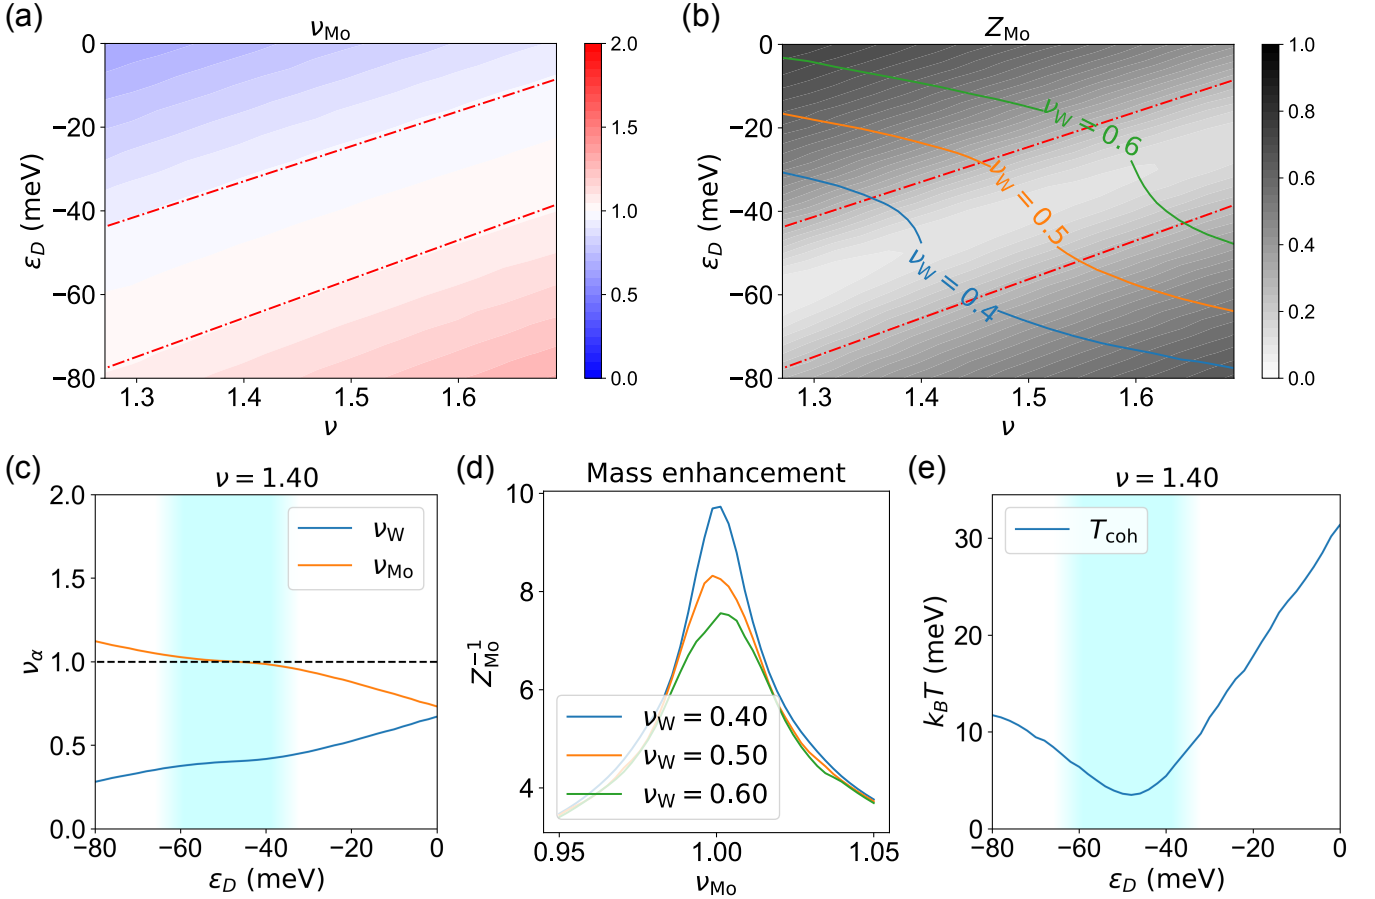 (a)
ν_Mo
0
−20
−40
−60
−80
ε_D (meV)
1.3 1.4 1.5 1.6
ν
2.0
1.5
1.0
0.5
0.0
(b)
Z_Mo
0
−20
−40
−60
−80
ε_D (meV)
ν_W = 0.6
ν_W = 0.5
ν_W = 0.4
1.3 1.4 1.5 1.6
ν
1.0
0.8
0.6
0.4
0.2
0.0
(c)
ν = 1.40
2.0
1.5
1.0
0.5
0.0
ν_α
ν_W
ν_Mo
−80 −60 −40 −20 0
ε_D (meV)
(d)
Mass enhancement
10
8
6
4
Z_Mo^−1
ν_W = 0.40
ν_W = 0.50
ν_W = 0.60
0.95 1.00 1.05
ν_Mo
(e)
ν = 1.40
30
20
10
0
k_BT (meV)
T_coh
−80 −60 −40 −20 0
ε_D (meV)